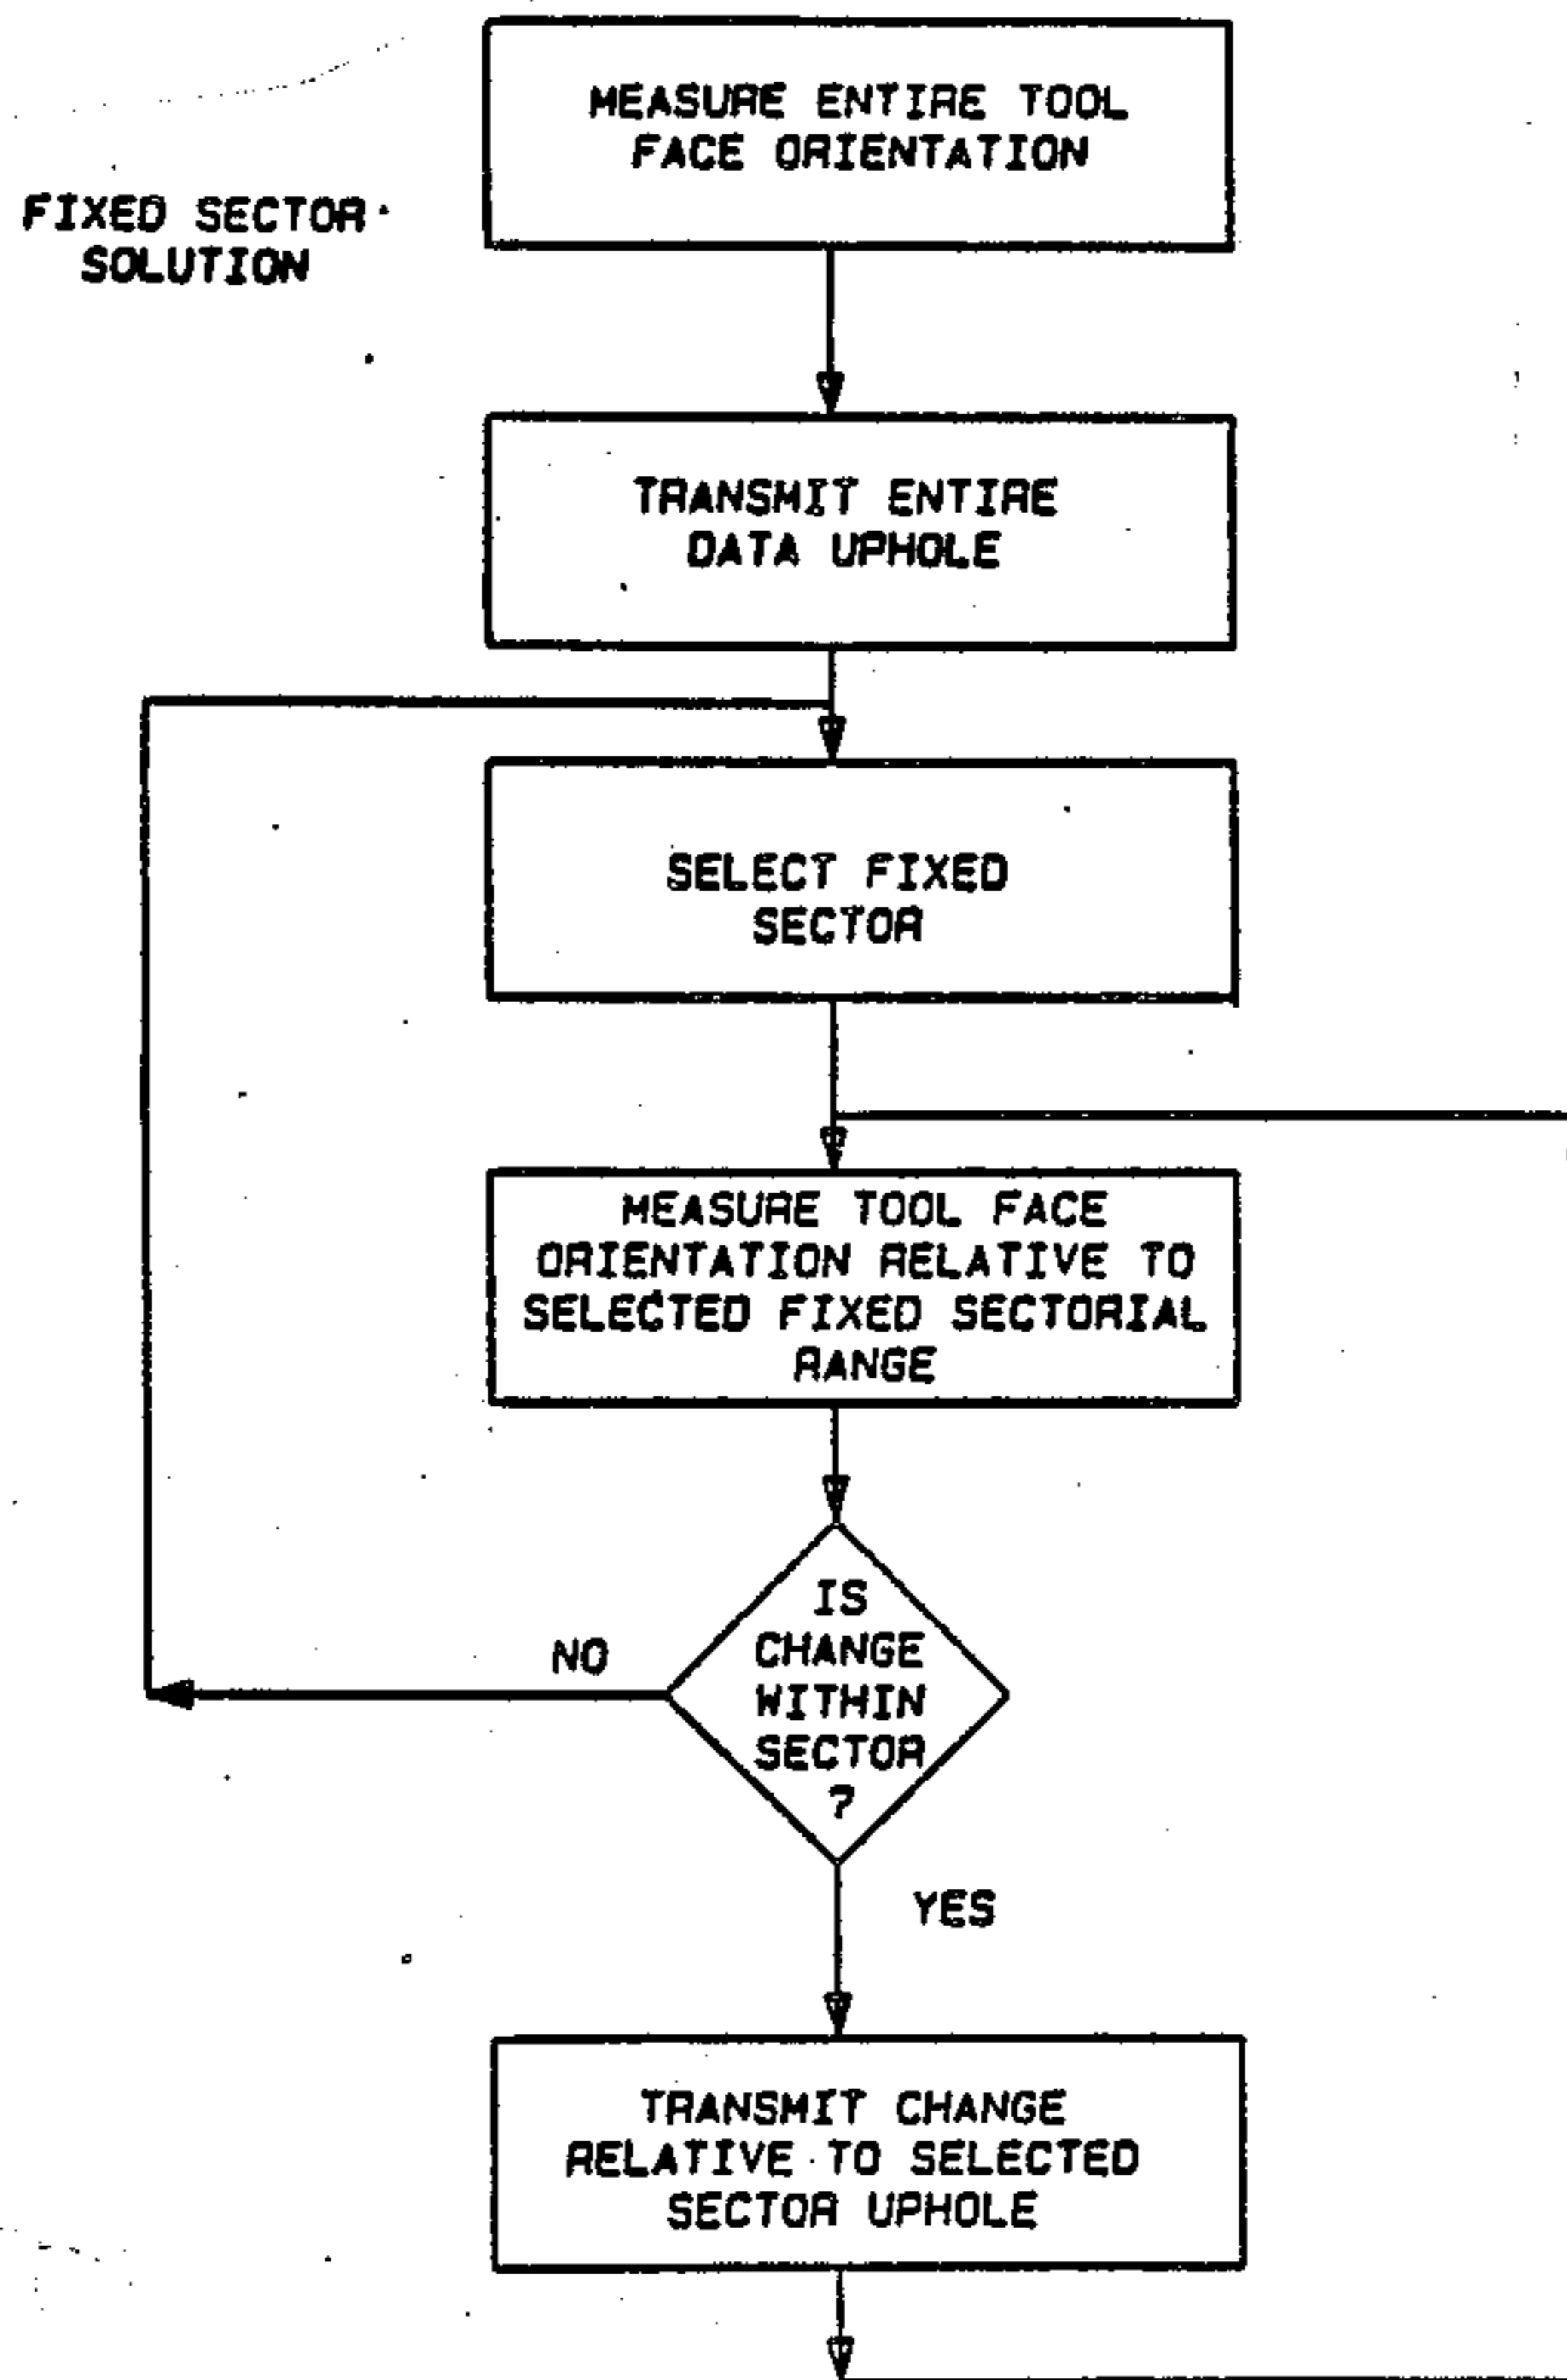 MEASURE ENTIRE TOOL
FACE ORIENTATION
FIXED SECTOR
SOLUTION
TRANSMIT ENTIRE
DATA UPHOLE
SELECT FIXED
SECTOR
MEASURE TOOL FACE
ORIENTATION RELATIVE TO
SELECTED FIXED SECTORIAL
RANGE
IS
CHANGE
WITHIN
SECTOR
?
NO
YES
TRANSMIT CHANGE
RELATIVE TO SELECTED
SECTOR UPHOLE